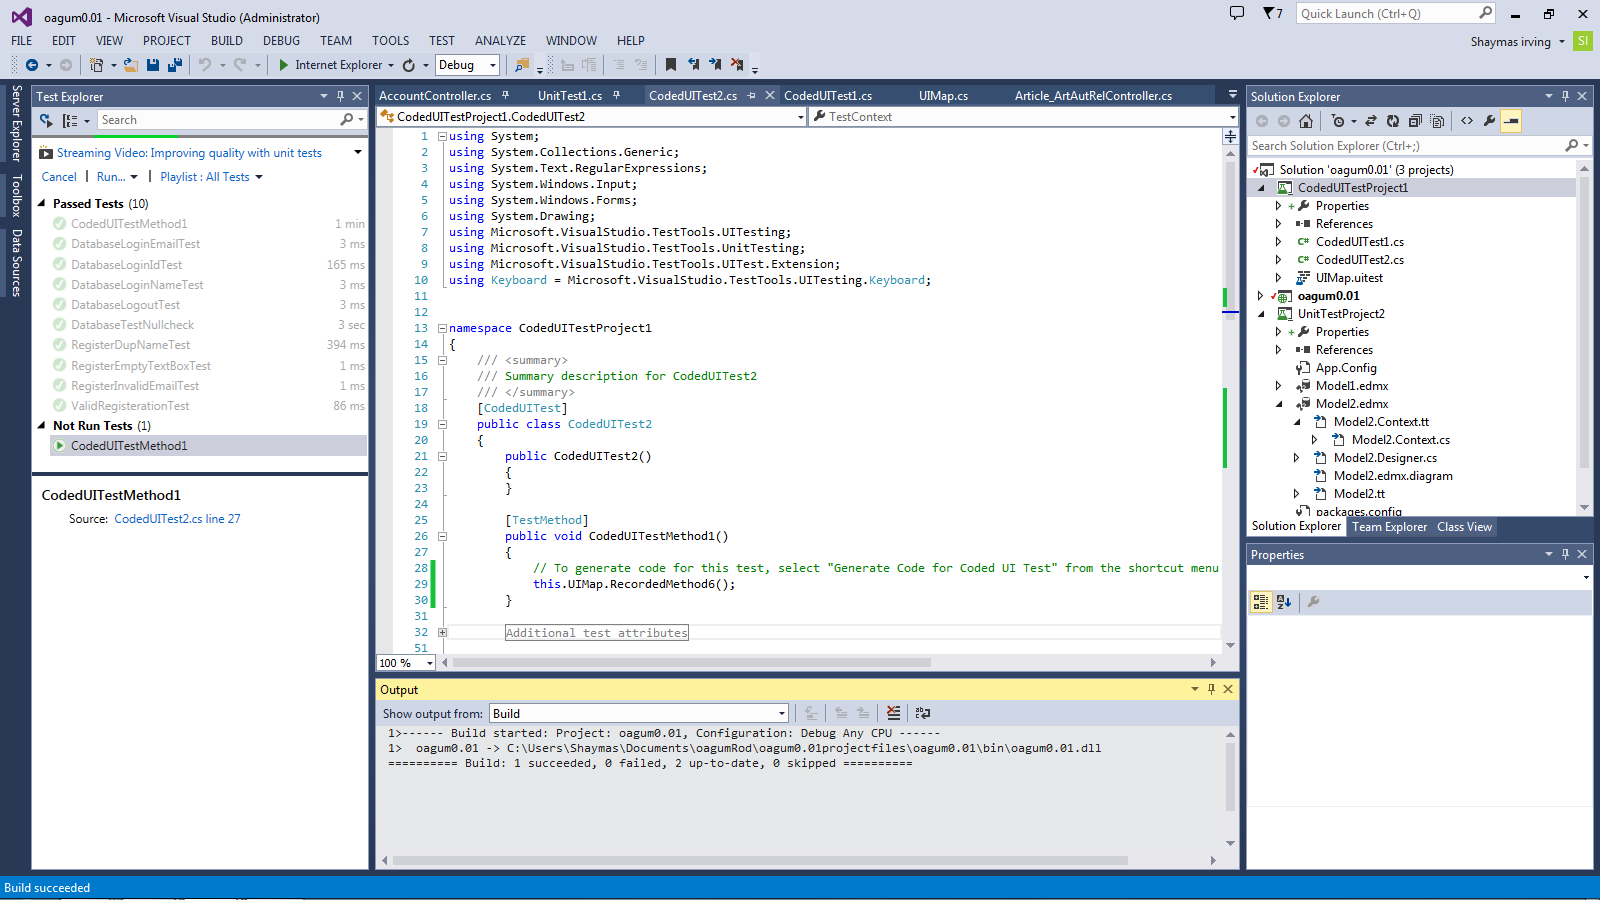 oagum0.01 - Microsoft Visual Studio (Administrator)
7
Quick Launch (Ctrl+Q)
FILE EDIT VIEW PROJECT BUILD DEBUG TEAM TOOLS TEST ANALYZE WINDOW HELP
Shaymas irving
SI
Internet Explorer
Debug
Server Explorer
Toolbox
Data Sources
Test Explorer
Search
Streaming Video: Improving quality with unit tests
Cancel | Run... | Playlist : All Tests
Passed Tests (10)
CodedUITestMethod1 1 min
DatabaseLoginEmailTest 3 ms
DatabaseLoginIdTest 165 ms
DatabaseLoginNameTest 3 ms
DatabaseLogoutTest 3 ms
DatabaseTestNullcheck 3 sec
RegisterDupNameTest 394 ms
RegisterEmptyTextBoxTest 1 ms
RegisterInvalidEmailTest 1 ms
ValidRegisterationTest 86 ms
Not Run Tests (1)
CodedUITestMethod1
CodedUITestMethod1
Source: CodedUITest2.cs line 27
AccountController.cs UnitTest1.cs CodedUITest2.cs CodedUITest1.cs UIMap.cs Article_ArtAutRelController.cs
CodedUITestProject1.CodedUITest2
TestContext
1 using System;
2 using System.Collections.Generic;
3 using System.Text.RegularExpressions;
4 using System.Windows.Input;
5 using System.Windows.Forms;
6 using System.Drawing;
7 using Microsoft.VisualStudio.TestTools.UITesting;
8 using Microsoft.VisualStudio.TestTools.UnitTesting;
9 using Microsoft.VisualStudio.TestTools.UITest.Extension;
10 using Keyboard = Microsoft.VisualStudio.TestTools.UITesting.Keyboard;
11
12
13 namespace CodedUITestProject1
14 {
15 /// <summary>
16 /// Summary description for CodedUITest2
17 /// </summary>
18 [CodedUITest]
19 public class CodedUITest2
20 {
21 public CodedUITest2()
22 {
23 }
24
25 [TestMethod]
26 public void CodedUITestMethod1()
27 {
28 // To generate code for this test, select "Generate Code for Coded UI Test" from the shortcut menu
29 this.UIMap.RecordedMethod6();
30 }
31
32 Additional test attributes
51
100 %
Output
Show output from: Build
1>------ Build started: Project: oagum0.01, Configuration: Debug Any CPU ------
1> oagum0.01 -> C:\Users\Shaymas\Documents\oagumRod\oagum0.01projectfiles\oagum0.01\bin\oagum0.01.dll
========== Build: 1 succeeded, 0 failed, 2 up-to-date, 0 skipped ==========
Solution Explorer
Search Solution Explorer (Ctrl+;)
Solution 'oagum0.01' (3 projects)
CodedUITestProject1
Properties
References
C# CodedUITest1.cs
C# CodedUITest2.cs
UIMap.uitest
oagum0.01
UnitTestProject2
Properties
References
App.Config
Model1.edmx
Model2.edmx
Model2.Context.tt
Model2.Context.cs
Model2.Designer.cs
Model2.edmx.diagram
Model2.tt
packages.config
Solution Explorer Team Explorer Class View
Properties
Build succeeded